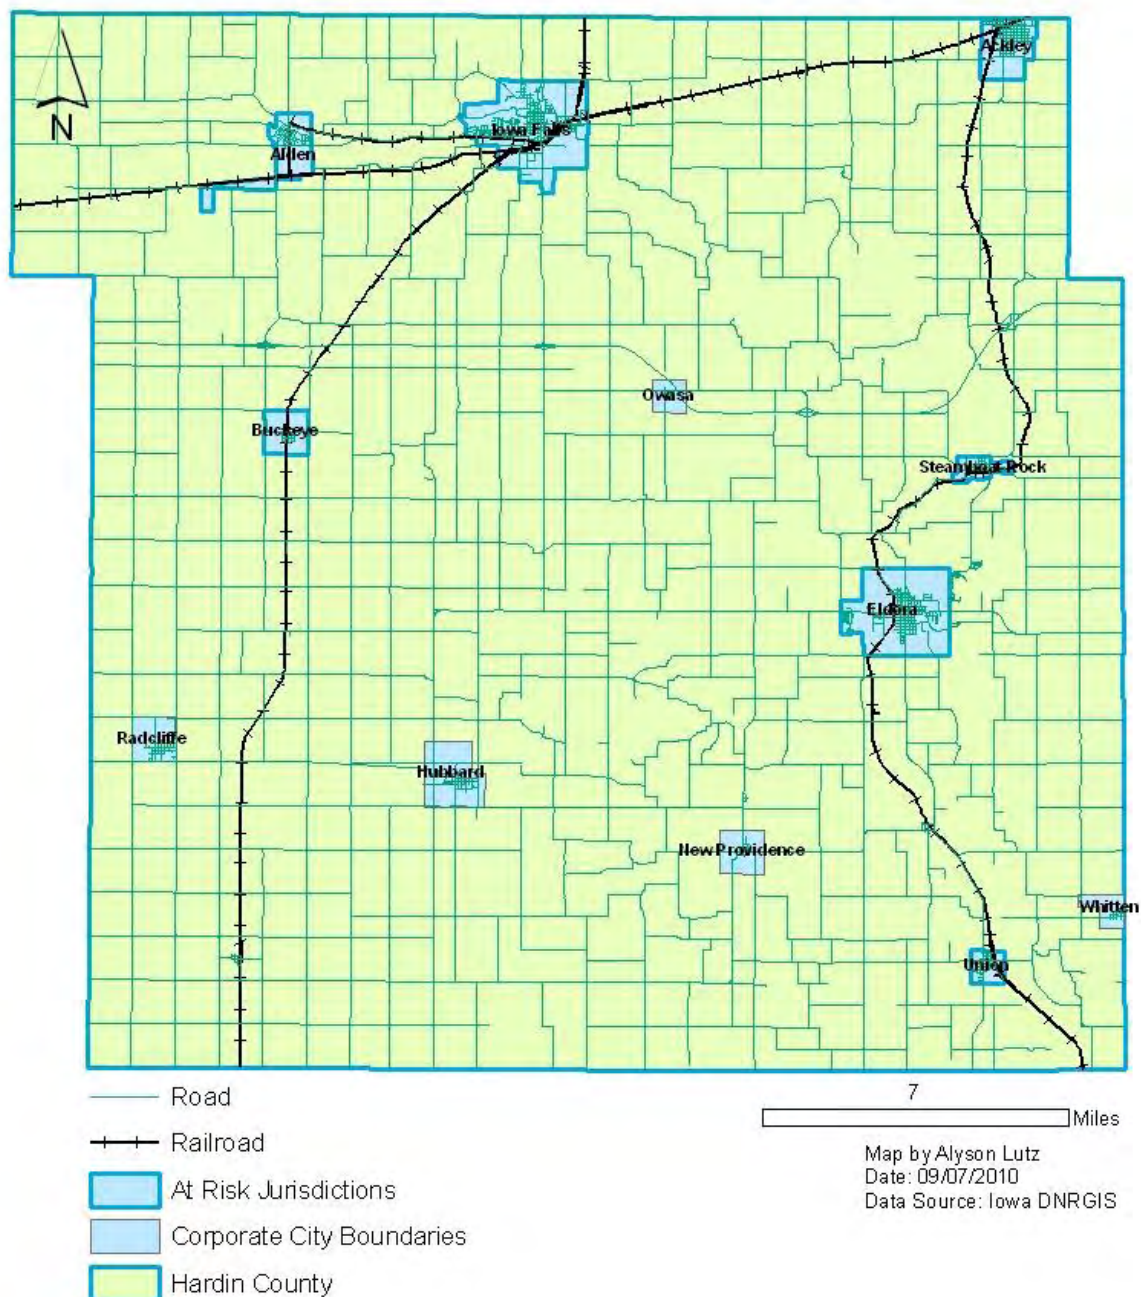 Ackley
Iowa Falls
N
Alden
Owasa
Buckeye
Steamboat Rock
Eldora
Radcliffe
Hubbard
New Providence
Whitten
Union
Road
Railroad
At Risk Jurisdictions
Corporate City Boundaries
Hardin County
7
Miles
Map by Alyson Lutz
Date: 09/07/2010
Data Source: Iowa DNRGIS